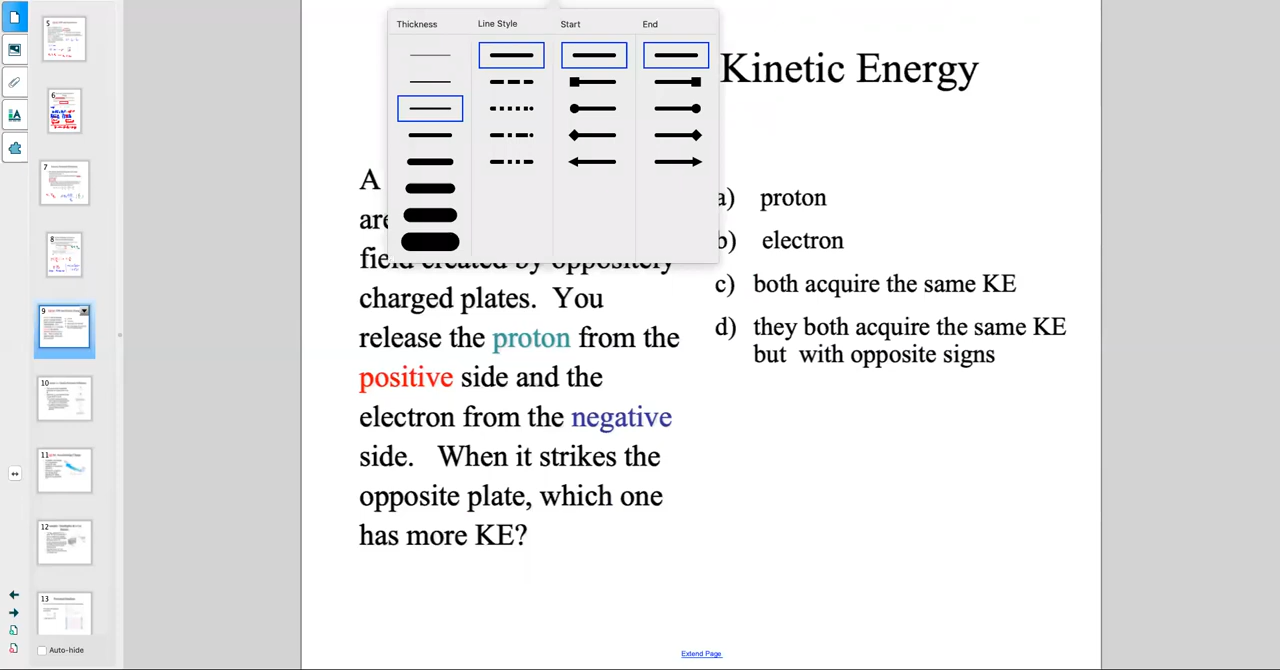 Thickness
Line Style
Start
End
Kinetic Energy
A
are
field created by oppositely
charged plates. You
release the proton from the
positive side and the
electron from the negative
side. When it strikes the
opposite plate, which one
has more KE?
a) proton
b) electron
c) both acquire the same KE
d) they both acquire the same KE
but with opposite signs
Extend Page
5
6
7
8
9
10
11
12
13
Auto-hide